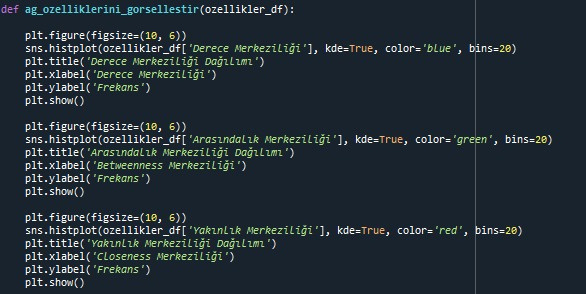 def ag_ozelliklerini_gorsellestir(ozellikler_df):
plt.figure(figsize=(10, 6))
sns.histplot(ozellikler_df['Derece Merkeziliği'], kde=True, color='blue', bins=20)
plt.title('Derece Merkeziliği Dağılımı')
plt.xlabel('Derece Merkeziliği')
plt.ylabel('Frekans')
plt.show()
plt.figure(figsize=(10, 6))
sns.histplot(ozellikler_df['Arasındalık Merkeziliği'], kde=True, color='green', bins=20)
plt.title('Arasındalık Merkeziliği Dağılımı')
plt.xlabel('Betweenness Merkeziliği')
plt.ylabel('Frekans')
plt.show()
plt.figure(figsize=(10, 6))
sns.histplot(ozellikler_df['Yakınlık Merkeziliği'], kde=True, color='red', bins=20)
plt.title('Yakınlık Merkeziliği Dağılımı')
plt.xlabel('Closeness Merkeziliği')
plt.ylabel('Frekans')
plt.show()